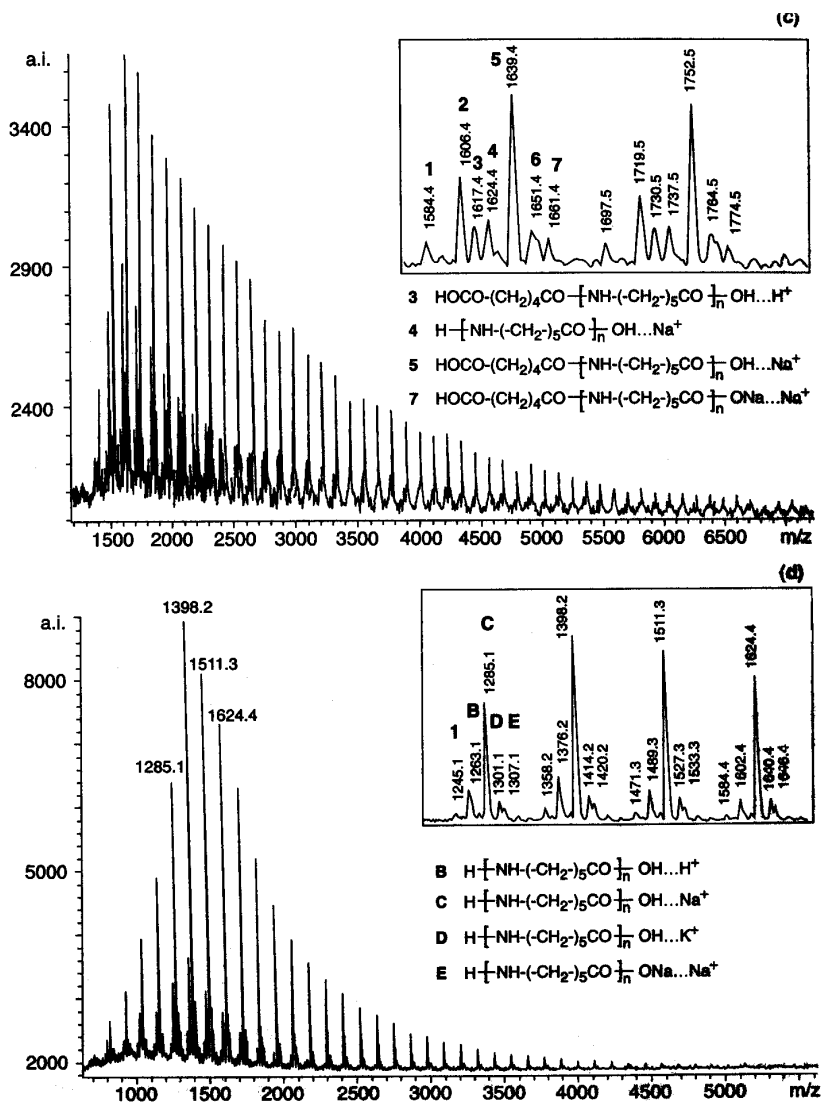 (c)
a.i.
3400
2900
2400
1500 2000 2500 3000 3500 4000 4500 5000 5500 6000 6500 m/z
5
1639.4
1752.5
2
1606.4
1 3 4 6 7
1584.4 1617.4 1624.4 1651.4 1661.4 1697.5 1719.5 1730.5 1737.5 1764.5 1774.5
3 HOCO-(CH2)4CO-[NH-(-CH2-)5CO]n OH...H+
4 H-[NH-(-CH2-)5CO]n OH...Na+
5 HOCO-(CH2)4CO-[NH-(-CH2-)5CO]n OH...Na+
7 HOCO-(CH2)4CO-[NH-(-CH2-)5CO]n ONa...Na+
(d)
a.i.
8000
5000
2000
1398.2
1511.3
1624.4
1285.1
1000 1500 2000 2500 3000 3500 4000 4500 5000 m/z
C
1285.1 1398.2 1511.3 1624.4
1 B D E
1245.1 1263.1 1301.1 1307.1 1358.2 1376.2 1414.2 1420.2 1471.3 1489.3 1527.3 1533.3 1584.4 1602.4 1640.4 1646.4
B H-[NH-(-CH2-)5CO]n OH...H+
C H-[NH-(-CH2-)5CO]n OH...Na+
D H-[NH-(-CH2-)5CO]n OH...K+
E H-[NH-(-CH2-)5CO]n ONa...Na+